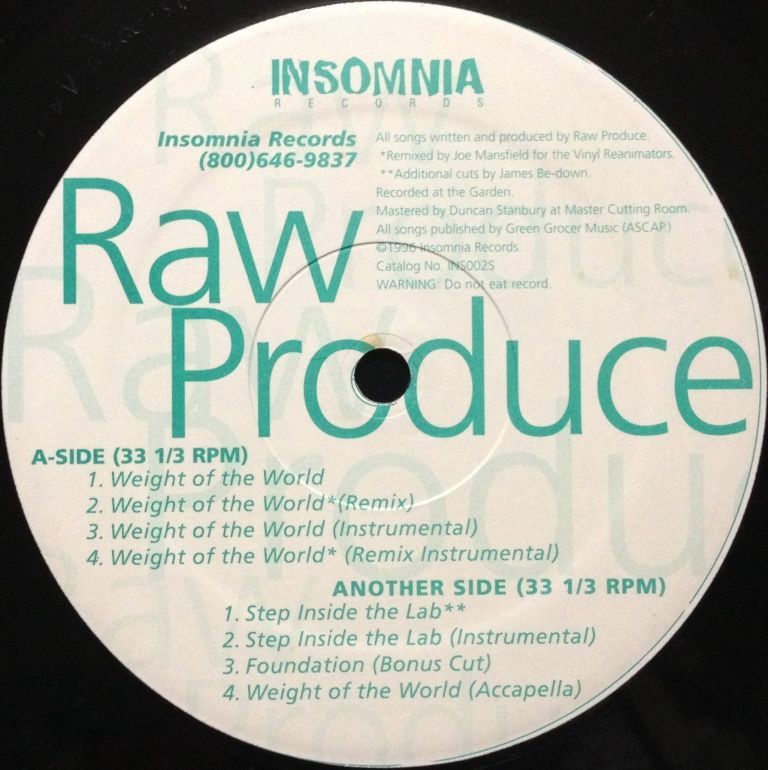 INSOMNIA
RECORDS
Insomnia Records
(800)646-9837
All songs written and produced by Raw Produce.
*Remixed by Joe Mansfield for the Vinyl Reanimators.
**Additional cuts by James Be-down.
Recorded at the Garden.
Mastered by Duncan Stanbury at Master Cutting Room.
All songs published by Green Grocer Music (ASCAP)
©1996 Insomnia Records.
Catalog No. INS002S
WARNING: Do not eat record.
Raw
Produce
A-SIDE (33 1/3 RPM)
1. Weight of the World
2. Weight of the World*(Remix)
3. Weight of the World (Instrumental)
4. Weight of the World* (Remix Instrumental)
ANOTHER SIDE (33 1/3 RPM)
1. Step Inside the Lab**
2. Step Inside the Lab (Instrumental)
3. Foundation (Bonus Cut)
4. Weight of the World (Accapella)